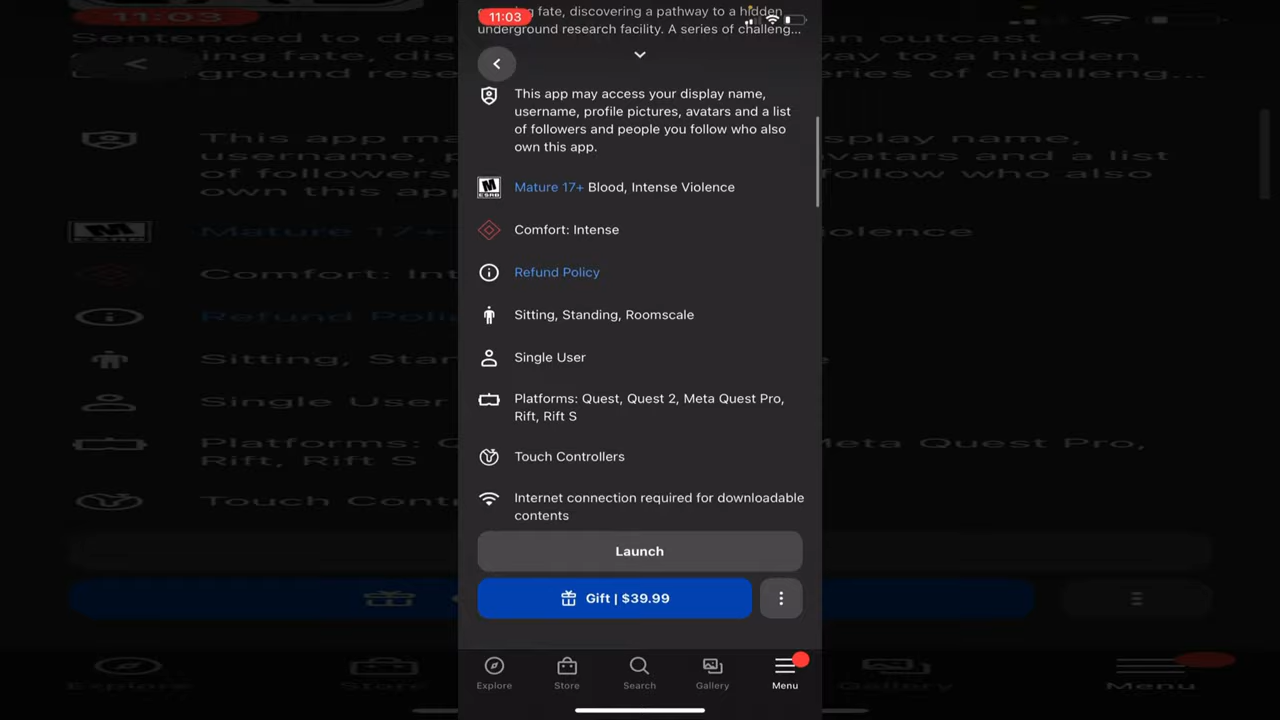 11:03
ing fate, discovering a pathway to a hidden
underground research facility. A series of challeng...
This app may access your display name,
username, profile pictures, avatars and a list
of followers and people you follow who also
own this app.
M
ESRB
Mature 17+ Blood, Intense Violence
Comfort: Intense
Refund Policy
Sitting, Standing, Roomscale
Single User
Platforms: Quest, Quest 2, Meta Quest Pro,
Rift, Rift S
Touch Controllers
Internet connection required for downloadable
contents
Launch
Gift | $39.99
Explore
Store
Search
Gallery
Menu